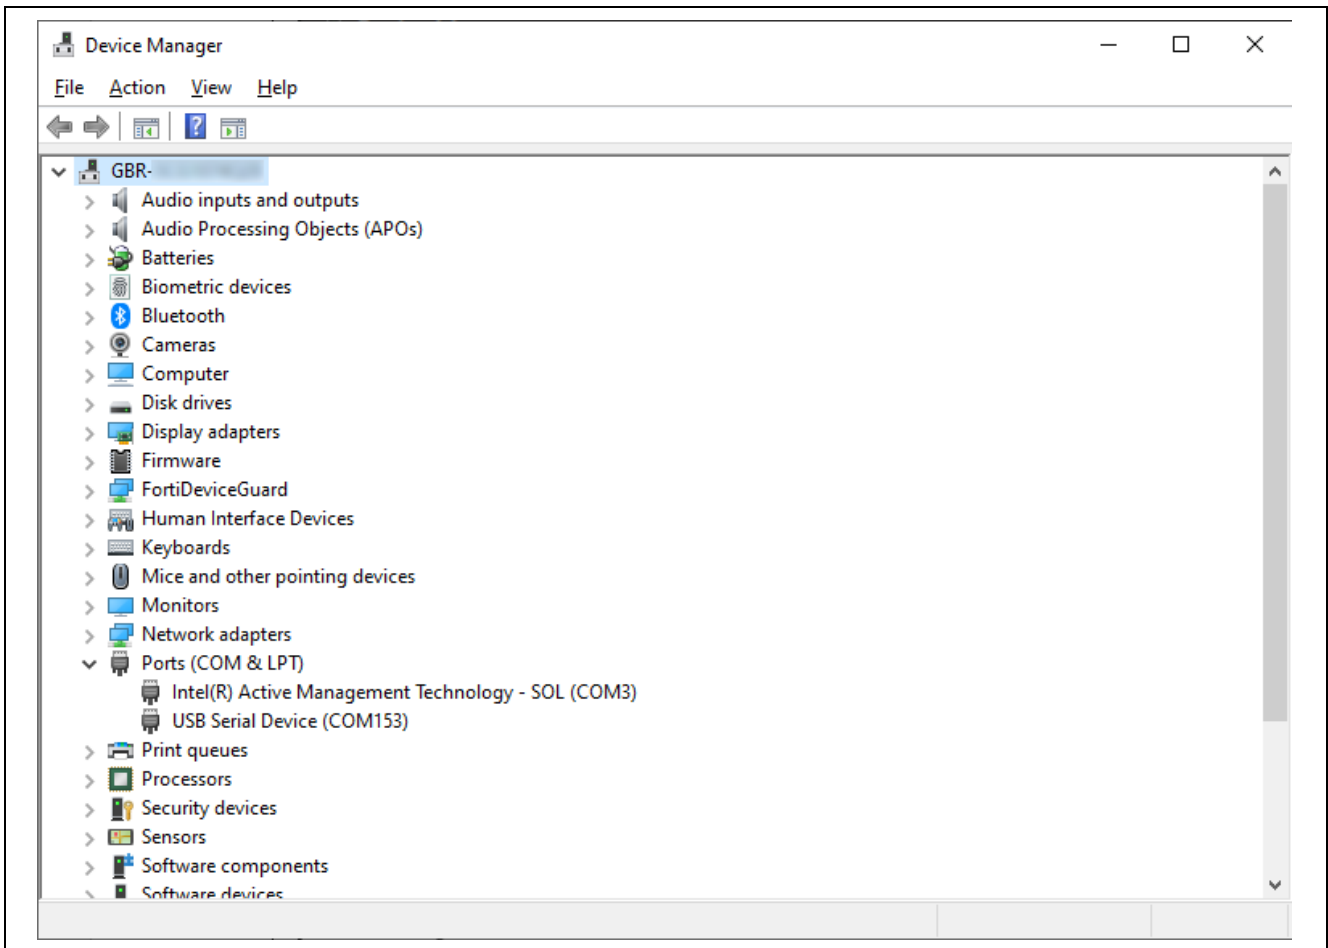 Device Manager
File Action View Help
GBR-
Audio inputs and outputs
Audio Processing Objects (APOs)
Batteries
Biometric devices
Bluetooth
Cameras
Computer
Disk drives
Display adapters
Firmware
FortiDeviceGuard
Human Interface Devices
Keyboards
Mice and other pointing devices
Monitors
Network adapters
Ports (COM & LPT)
Intel(R) Active Management Technology - SOL (COM3)
USB Serial Device (COM153)
Print queues
Processors
Security devices
Sensors
Software components
Software devices